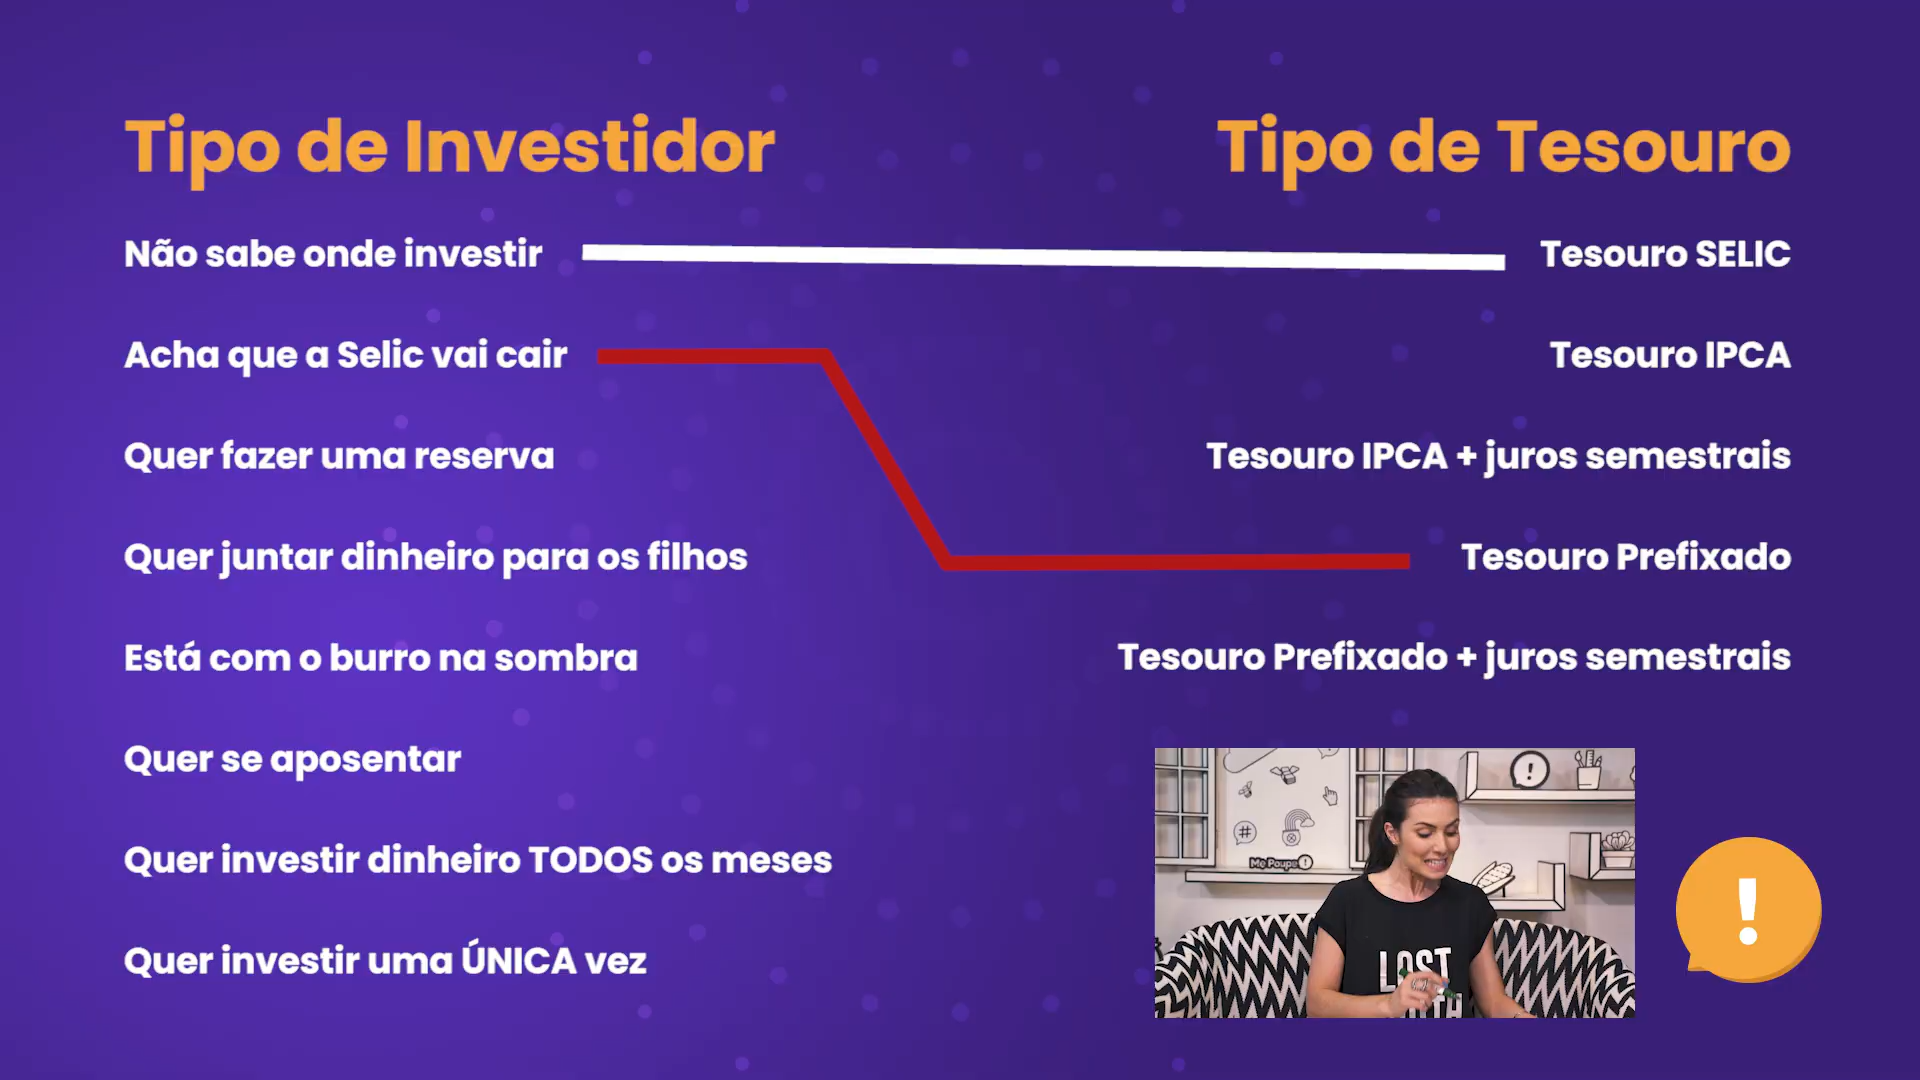 Tipo de Investidor
Tipo de Tesouro
Não sabe onde investir
Tesouro SELIC
Acha que a Selic vai cair
Tesouro IPCA
Quer fazer uma reserva
Tesouro IPCA + juros semestrais
Quer juntar dinheiro para os filhos
Tesouro Prefixado
Está com o burro na sombra
Tesouro Prefixado + juros semestrais
Quer se aposentar
Quer investir dinheiro TODOS os meses
Quer investir uma ÚNICA vez
!
#
Me Poupe!
LOST
!